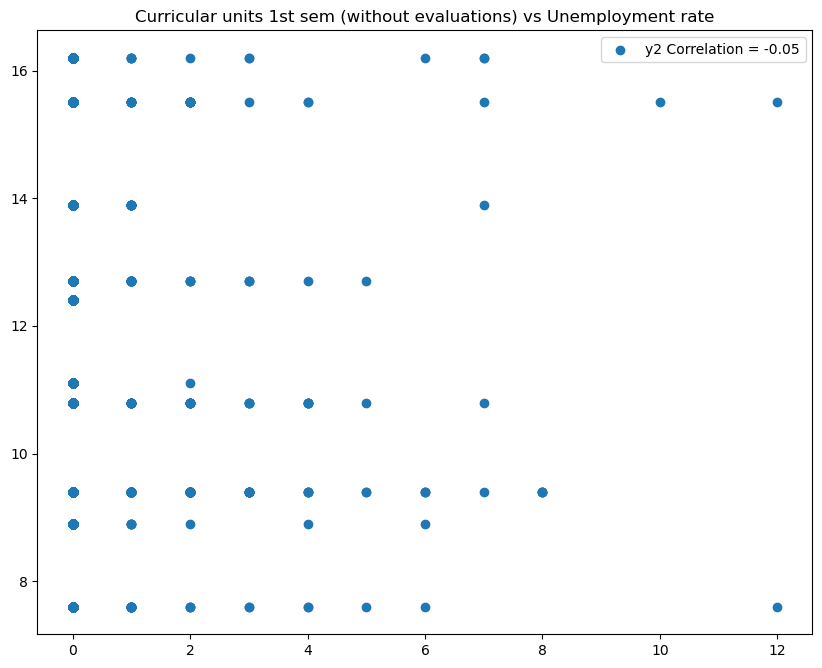 Curricular units 1st sem (without evaluations) vs Unemployment rate
y2 Correlation = -0.05
16
14
12
10
8
0 2 4 6 8 10 12